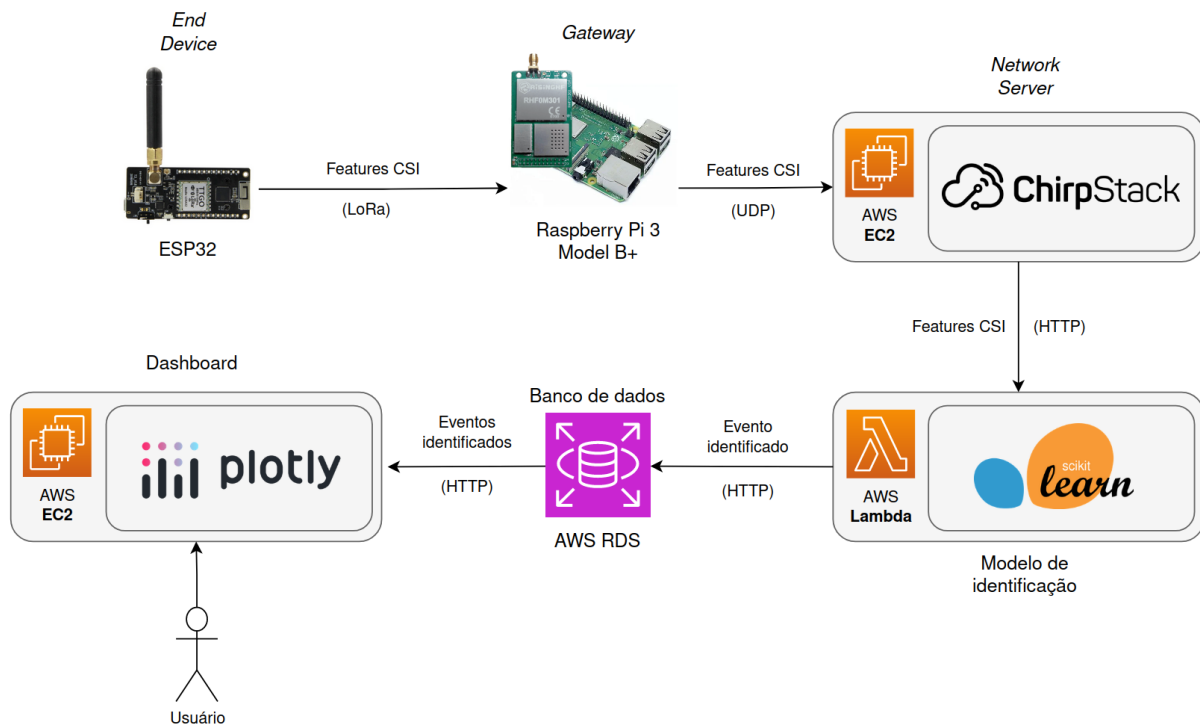 End
Device
Gateway
Network
Server
RHF0M301
Features CSI
(LoRa)
Features CSI
(UDP)
ChirpStack
AWS
EC2
ESP32
Raspberry Pi 3
Model B+
Features CSI
(HTTP)
Dashboard
Banco de dados
plotly
AWS
EC2
Eventos
identificados
(HTTP)
Evento
identificado
(HTTP)
AWS
Lambda
scikit
learn
AWS RDS
Modelo de
identificação
Usuário